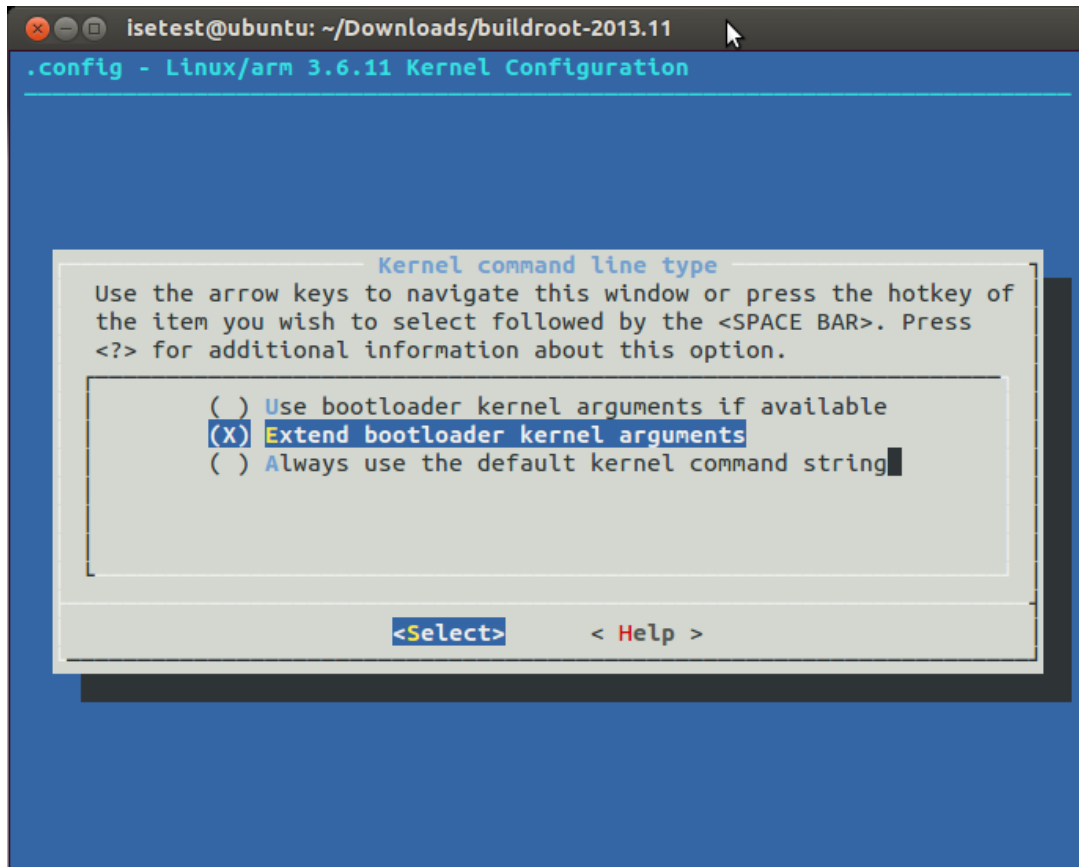 isetest@ubuntu: ~/Downloads/buildroot-2013.11
.config - Linux/arm 3.6.11 Kernel Configuration
Kernel command line type
Use the arrow keys to navigate this window or press the hotkey of
the item you wish to select followed by the <SPACE BAR>. Press
<?> for additional information about this option.
( ) Use bootloader kernel arguments if available
(X) Extend bootloader kernel arguments
( ) Always use the default kernel command string
<Select> < Help >